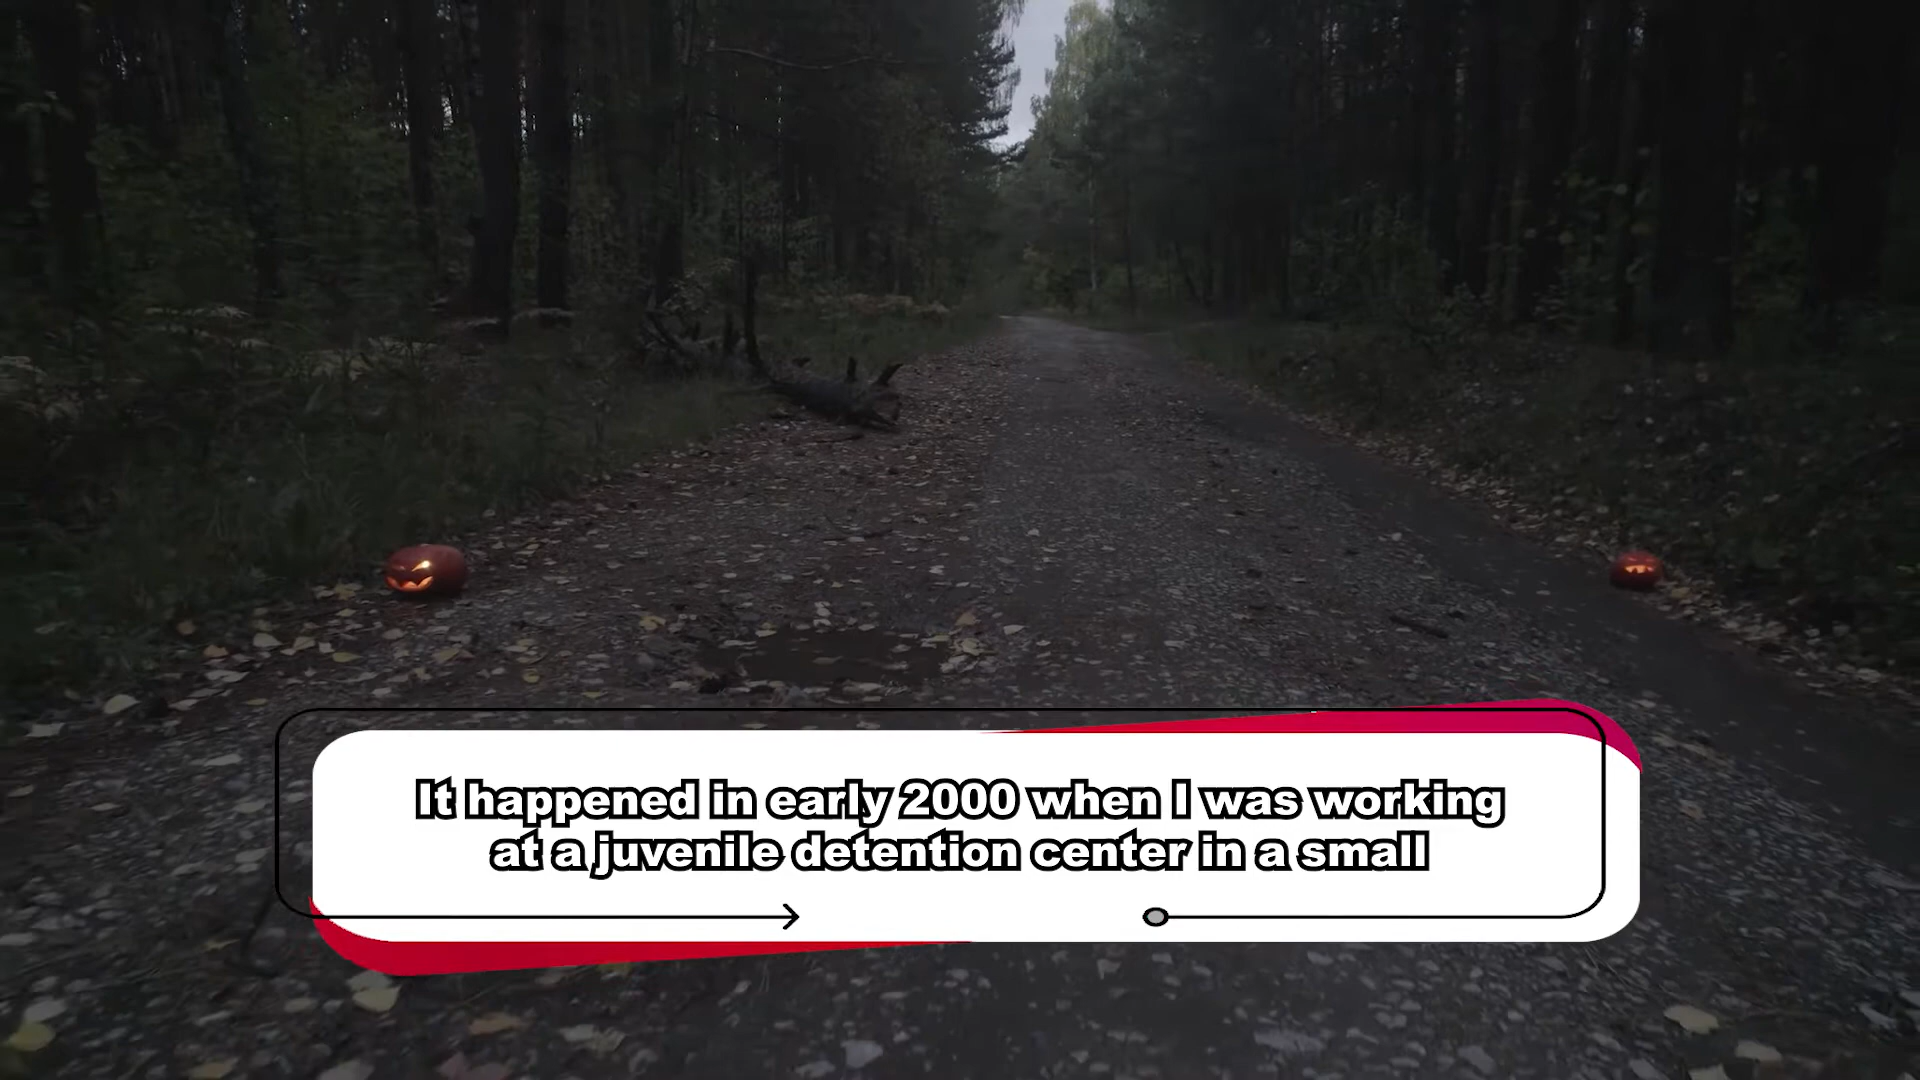 It happened in early 2000 when I was working
at a juvenile detention center in a small